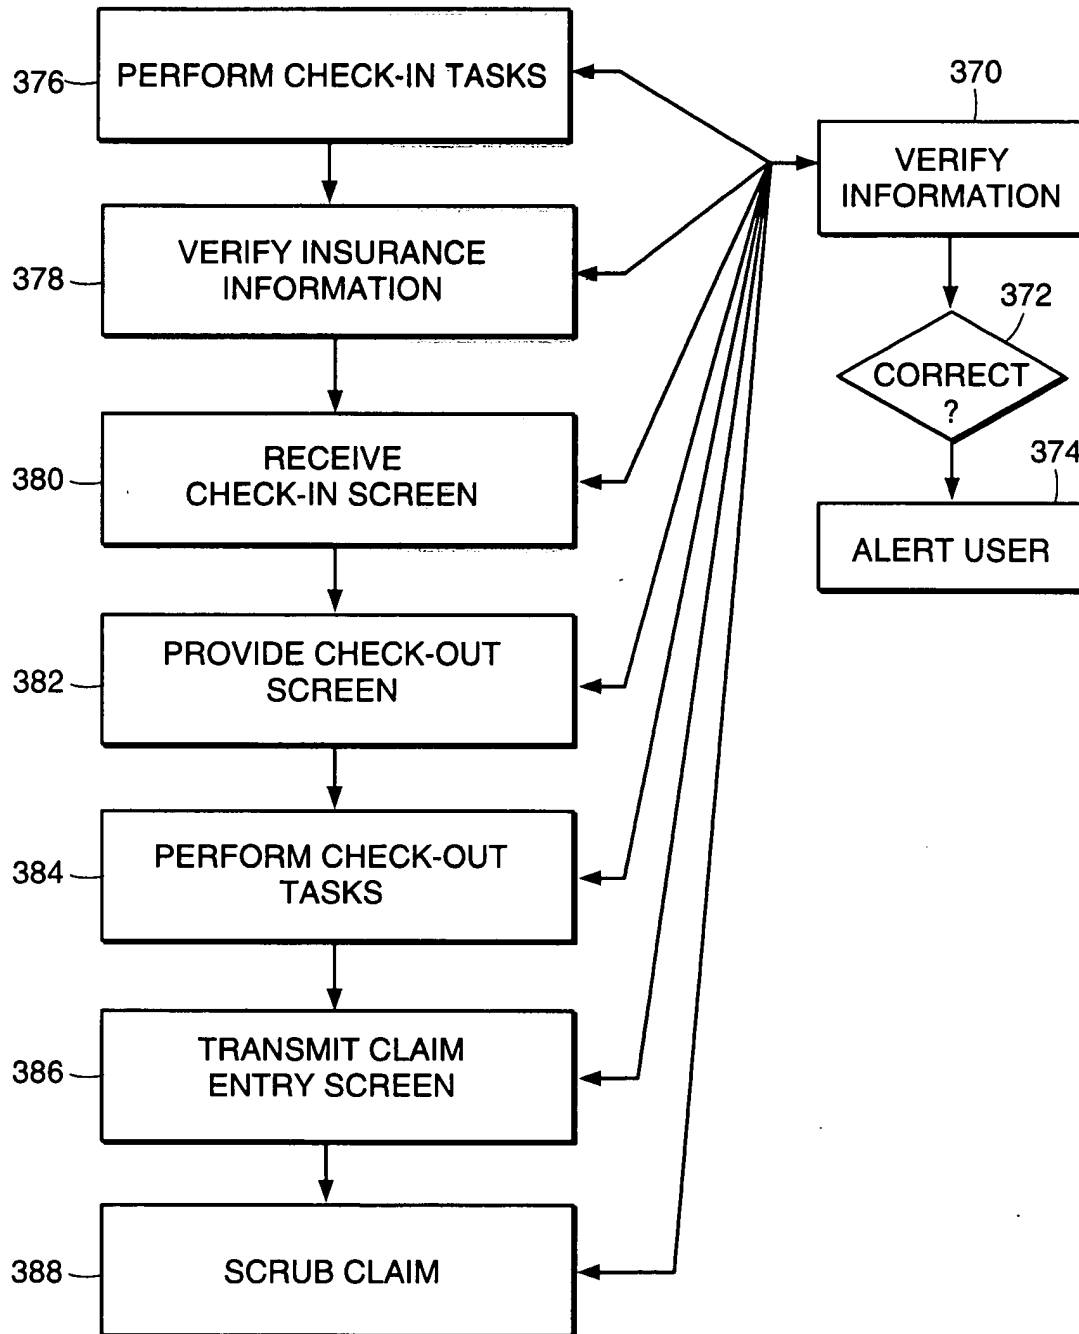 376
PERFORM CHECK-IN TASKS
370
VERIFY
INFORMATION
378
VERIFY INSURANCE
INFORMATION
372
CORRECT
?
374
ALERT USER
380
RECEIVE
CHECK-IN SCREEN
382
PROVIDE CHECK-OUT
SCREEN
384
PERFORM CHECK-OUT
TASKS
386
TRANSMIT CLAIM
ENTRY SCREEN
388
SCRUB CLAIM